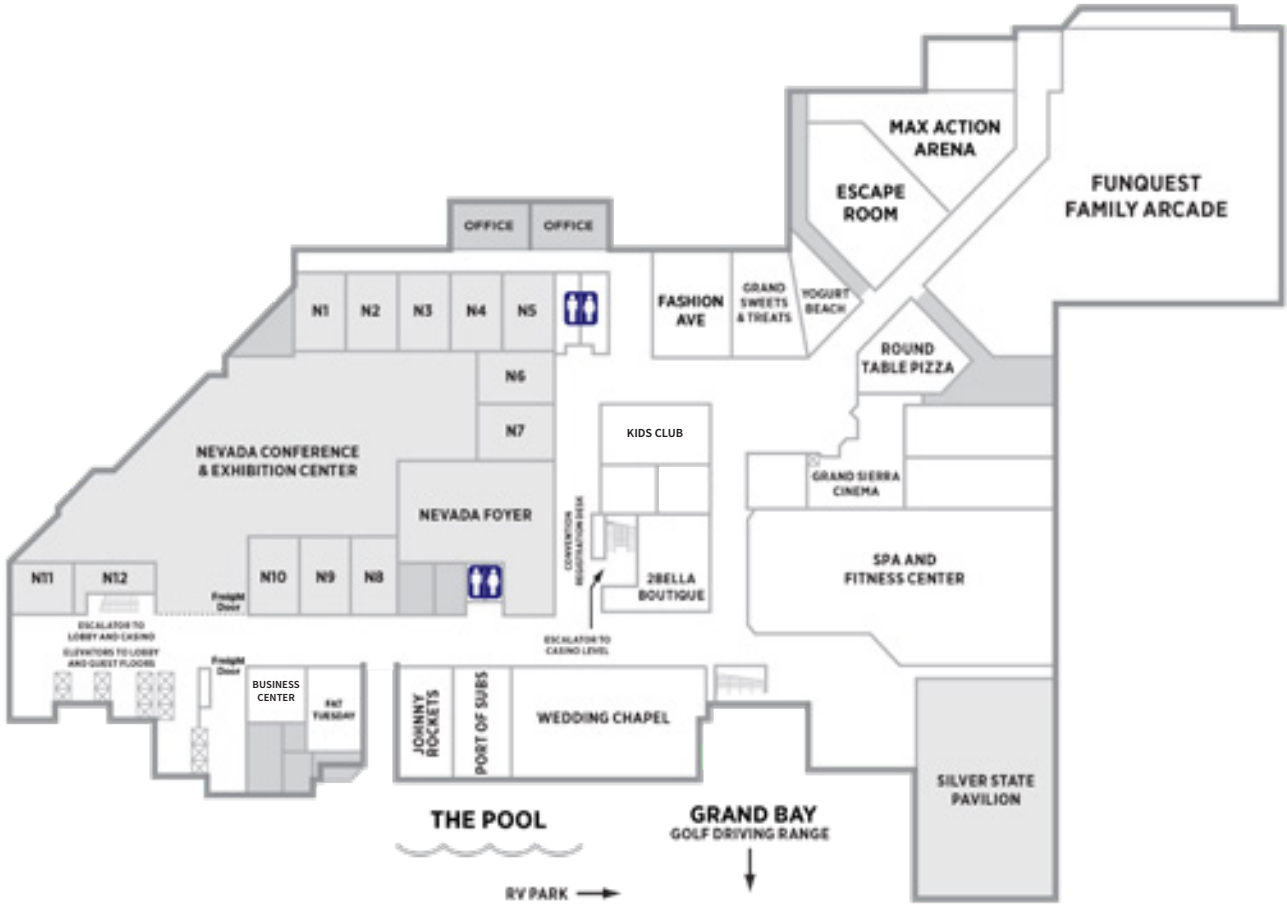 MAX ACTION
ARENA
ESCAPE
ROOM
FUNQUEST
FAMILY ARCADE
OFFICE
OFFICE
N1
N2
N3
N4
N5
FASHION
AVE
GRAND
SWEETS
& TREATS
YOGURT
BEACH
ROUND
TABLE PIZZA
N6
N7
KIDS CLUB
NEVADA CONFERENCE
& EXHIBITION CENTER
GRAND SIERRA
CINEMA
NEVADA FOYER
CONVENTION
REGISTRATION DESK
SPA AND
FITNESS CENTER
2BELLA
BOUTIQUE
N11
N12
N10
N9
N8
Freight
Door
ESCALATOR TO
LOBBY AND CASINO
ELEVATORS TO LOBBY
AND GUEST FLOORS
ESCALATOR TO
CASINO LEVEL
Freight
Door
BUSINESS
CENTER
FAT
TUESDAY
JOHNNY
ROCKETS
PORT OF SUBS
WEDDING CHAPEL
SILVER STATE
PAVILION
THE POOL
GRAND BAY
GOLF DRIVING RANGE
RV PARK